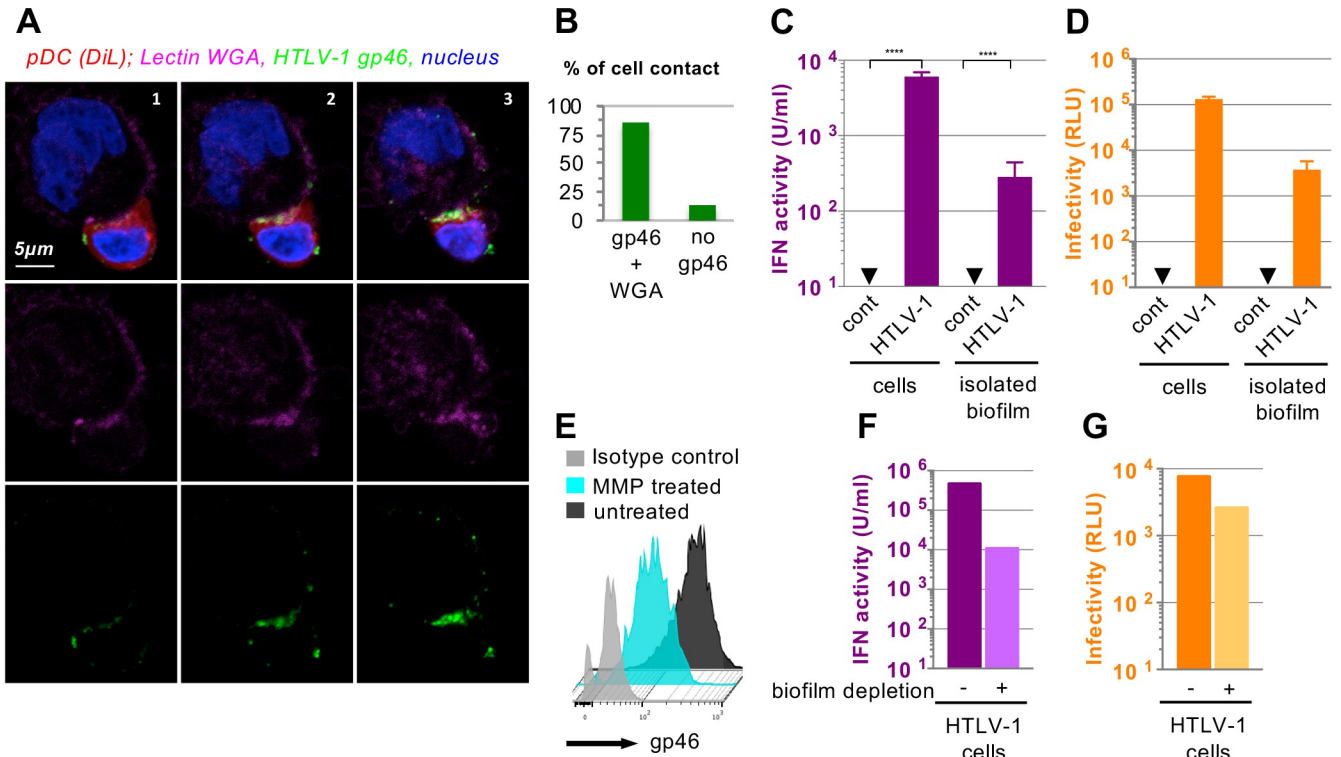 A
pDC (DiL); Lectin WGA, HTLV-1 gp46, nucleus
1
2
3
5µm
B
% of cell contact
100
75
50
25
0
gp46
+
WGA
no
gp46
C
IFN activity (U/ml)
10 4
10 3
10 2
10 1
****
****
cont
HTLV-1
cont
HTLV-1
cells
isolated
biofilm
D
Infectivity (RLU)
10 6
10 5
10 4
10 3
10 2
10 1
cont
HTLV-1
cont
HTLV-1
cells
isolated
biofilm
E
Isotype control
MMP treated
untreated
0
10 2
10 3
gp46
F
IFN activity (U/ml)
10 6
10 5
10 4
10 3
10 2
10 1
biofilm depletion
- +
HTLV-1
cells
G
Infectivity (RLU)
10 4
10 3
10 2
10 1
- +
HTLV-1
cells